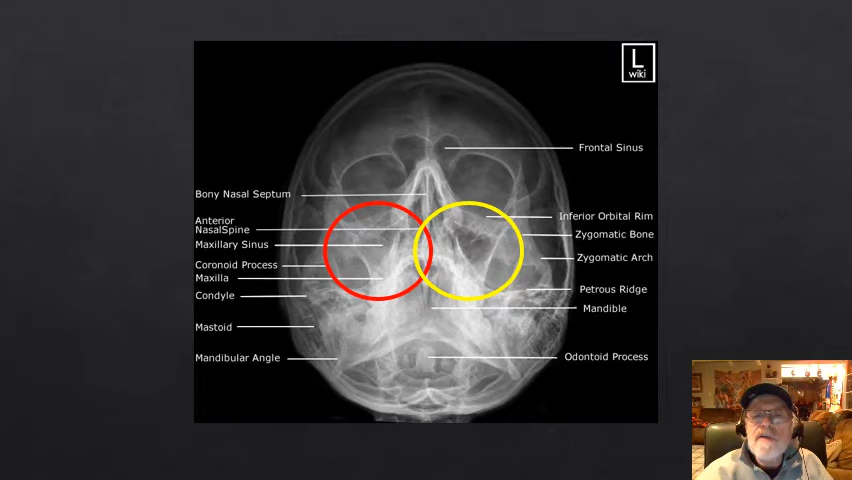 L
wiki
Frontal Sinus
Bony Nasal Septum
Inferior Orbital Rim
Anterior
NasalSpine
Zygomatic Bone
Maxillary Sinus
Zygomatic Arch
Coronoid Process
Maxilla
Petrous Ridge
Condyle
Mandible
Mastoid
Mandibular Angle
Odontoid Process